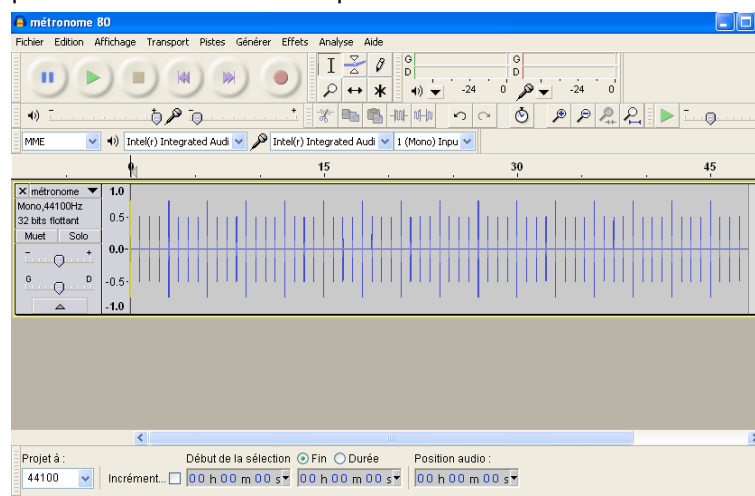 métronome 80
Fichier Edition Affichage Transport Pistes Générer Effets Analyse Aide
G
D
-24 0
G
D
-24 0
MME Intel(r) Integrated Audi Intel(r) Integrated Audi 1 (Mono) Inpu
0 15 30 45
X métronome 1.0
Mono,44100Hz
32 bits flottant 0.5
Muet Solo
- + 0.0
G D -0.5
-1.0
Projet à : Début de la sélection Fin Durée Position audio :
44100 Incrément... 00 h 00 m 00 s 00 h 00 m 00 s 00 h 00 m 00 s